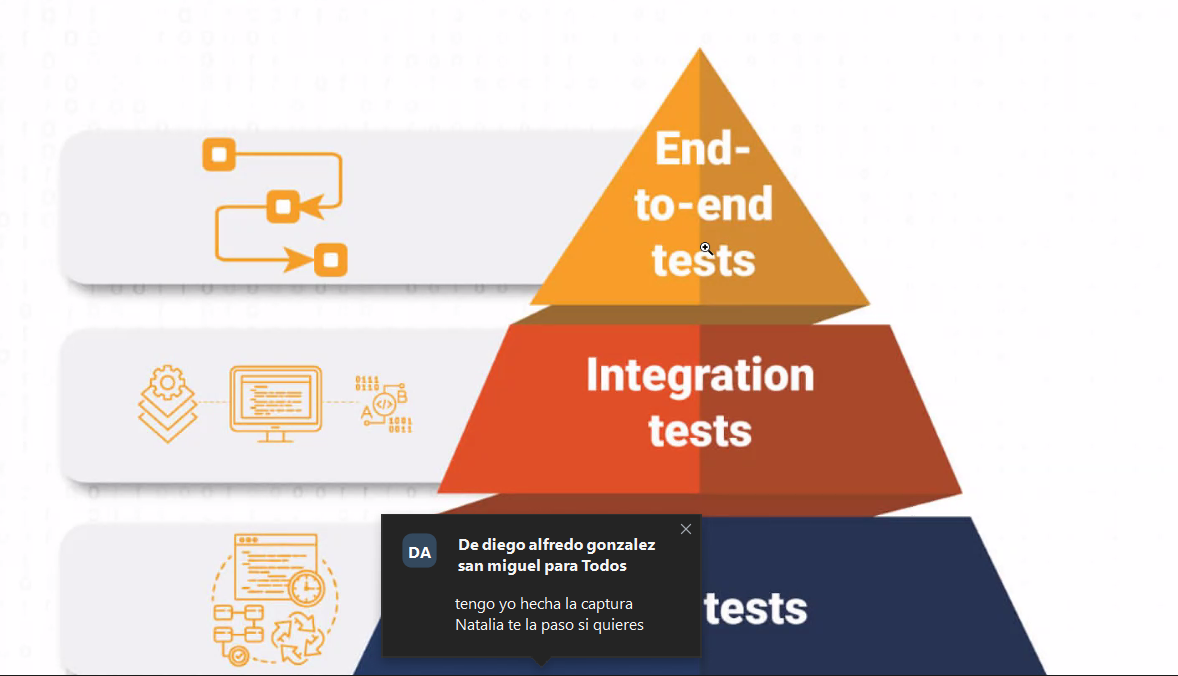 End-
to-end
tests
Integration
tests
0111
0110
B
A
1001
0011
DA
De diego alfredo gonzalez
san miguel para Todos
tengo yo hecha la captura
Natalia te la paso si quieres
tests